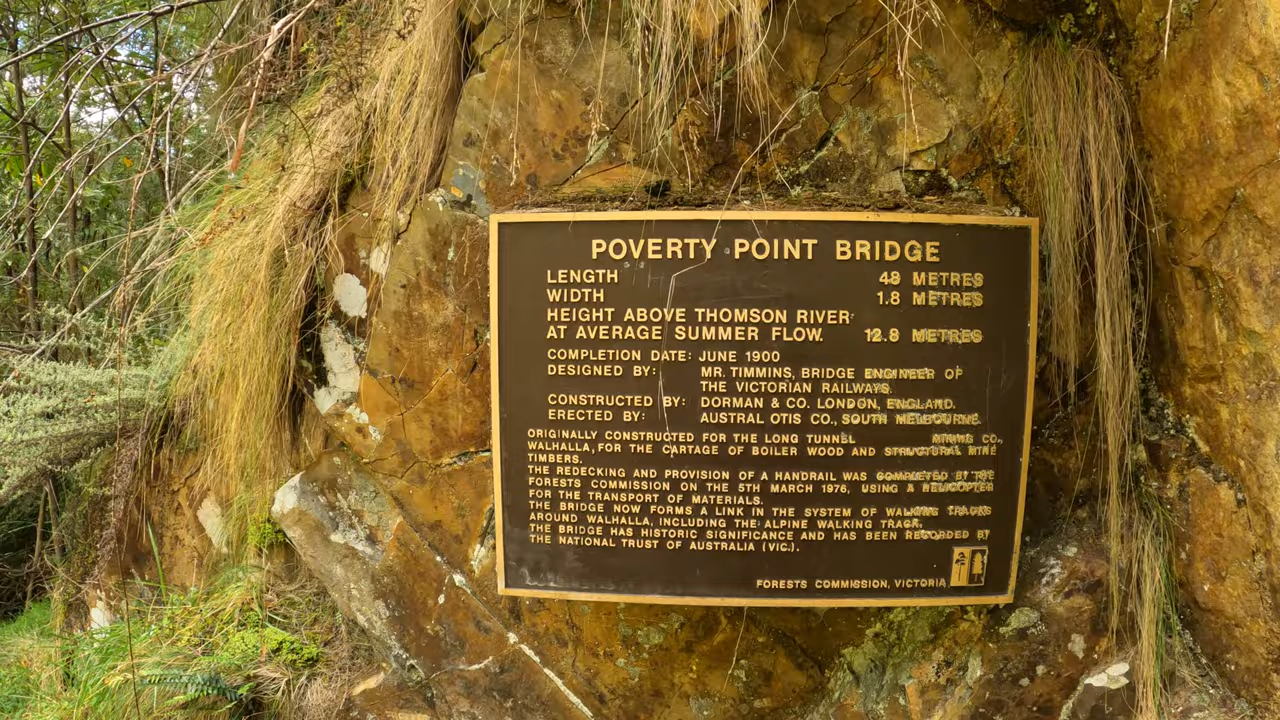 POVERTY POINT BRIDGE
LENGTH 48 METRES
WIDTH 1.8 METRES
HEIGHT ABOVE THOMSON RIVER
AT AVERAGE SUMMER FLOW. 12.8 METRES
COMPLETION DATE: JUNE 1900
DESIGNED BY: MR. TIMMINS, BRIDGE ENGINEER OF
THE VICTORIAN RAILWAYS.
CONSTRUCTED BY: DORMAN & CO. LONDON, ENGLAND.
ERECTED BY: AUSTRAL OTIS CO., SOUTH MELBOURNE.
ORIGINALLY CONSTRUCTED FOR THE LONG TUNNEL MINING CO.,
WALHALLA, FOR THE CARTAGE OF BOILER WOOD AND STRUCTURAL MINE
TIMBERS.
THE REDECKING AND PROVISION OF A HANDRAIL WAS COMPLETED BY THE
FORESTS COMMISSION ON THE 5TH MARCH 1976, USING A HELICOPTER
FOR THE TRANSPORT OF MATERIALS.
THE BRIDGE NOW FORMS A LINK IN THE SYSTEM OF WALKING TRACKS
AROUND WALHALLA, INCLUDING THE ALPINE WALKING TRACK.
THE BRIDGE HAS HISTORIC SIGNIFICANCE AND HAS BEEN RECORDED BY
THE NATIONAL TRUST OF AUSTRALIA (VIC.).
FORESTS COMMISSION, VICTORIA